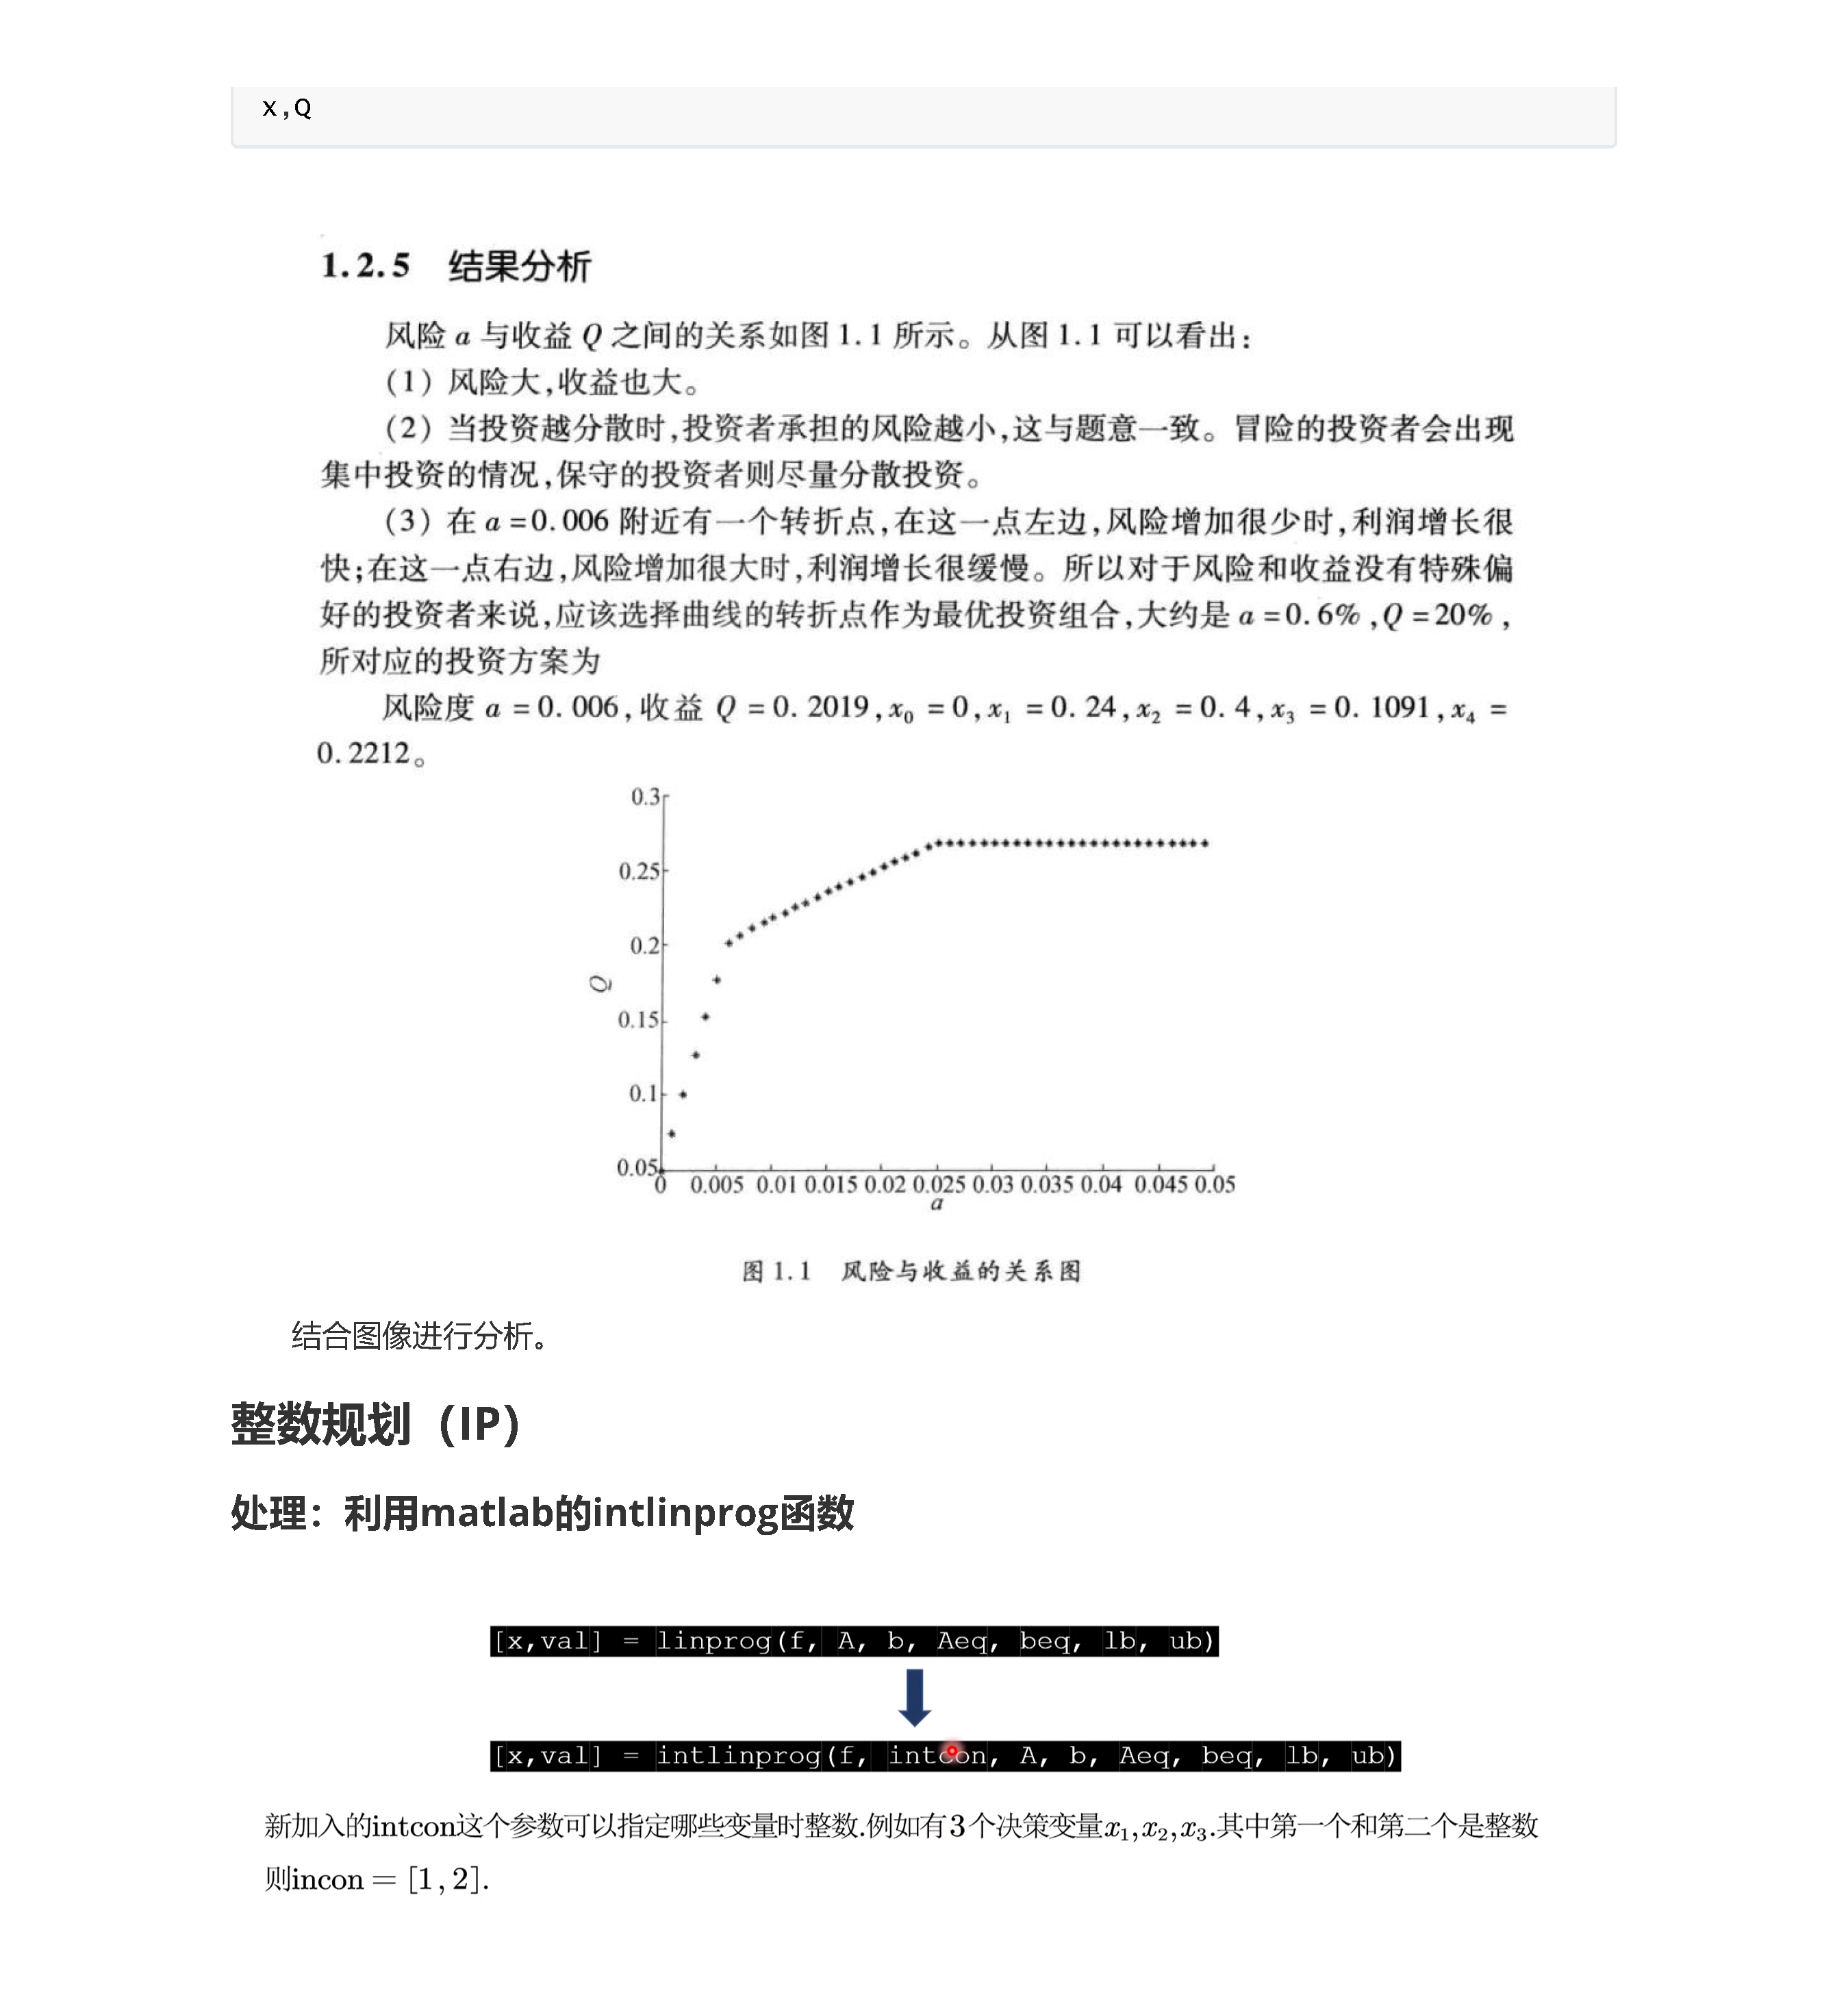 x,Q
1.2.5 结果分析
风险 a 与收益 Q 之间的关系如图 1.1 所示。从图 1.1 可以看出:
(1) 风险大,收益也大。
(2) 当投资越分散时,投资者承担的风险越小,这与题意一致。冒险的投资者会出现
集中投资的情况,保守的投资者则尽量分散投资。
(3) 在 a =0.006 附近有一个转折点,在这一点左边,风险增加很少时,利润增长很
快;在这一点右边,风险增加很大时,利润增长很缓慢。所以对于风险和收益没有特殊偏
好的投资者来说,应该选择曲线的转折点作为最优投资组合,大约是 a =0.6% ,Q =20% ,
所对应的投资方案为
风险度 a = 0.006,收益 Q = 0.2019,x₀ = 0,x₁ = 0.24,x₂ = 0.4,x₃ = 0.1091,x₄ =
0.2212。
0.3
0.25
0.2
Q
0.15
0.1
0.05
0 0.005 0.01 0.015 0.02 0.025 0.03 0.035 0.04 0.045 0.05
a
图 1.1 风险与收益的关系图
结合图像进行分析。
整数规划（IP）
处理：利用matlab的intlinprog函数
[x,val] = linprog(f, A, b, Aeq, beq, lb, ub)
[x,val] = intlinprog(f, intcon, A, b, Aeq, beq, lb, ub)
新加入的intcon这个参数可以指定哪些变量时整数.例如有3个决策变量x₁,x₂,x₃.其中第一个和第二个是整数
则incon = [1,2].